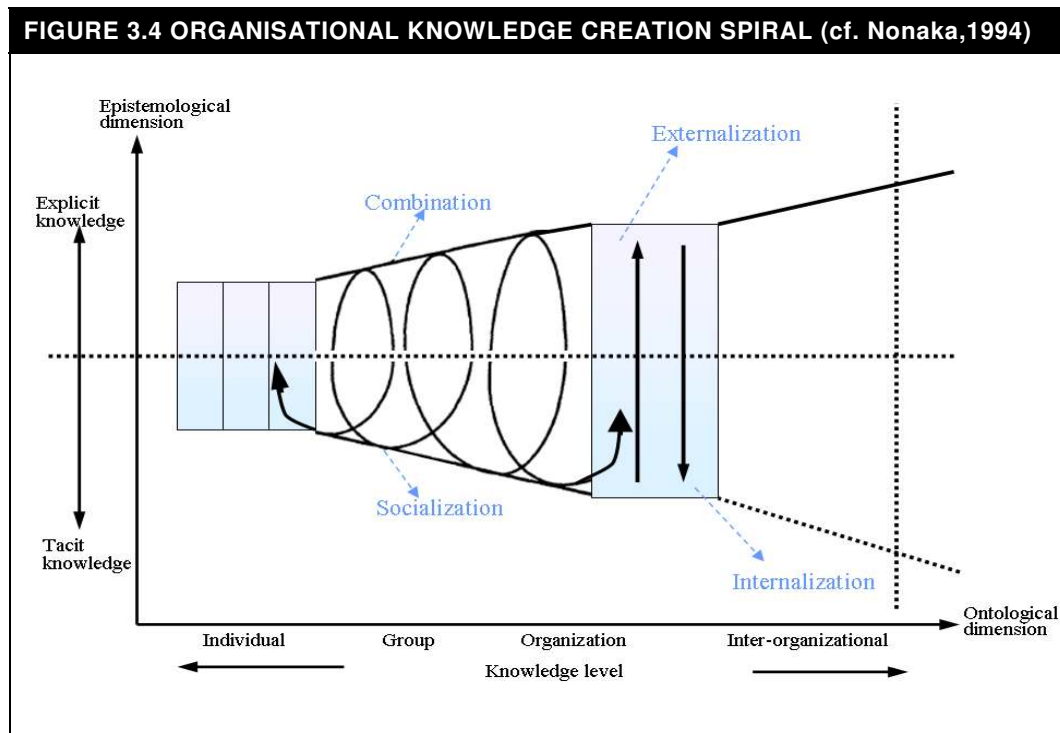 FIGURE 3.4 ORGANISATIONAL KNOWLEDGE CREATION SPIRAL (cf. Nonaka,1994)
Epistemological
dimension
Externalization
Explicit
knowledge
Combination
Socialization
Tacit
knowledge
Internalization
Ontological
dimension
Individual
Group
Organization
Inter-organizational
Knowledge level